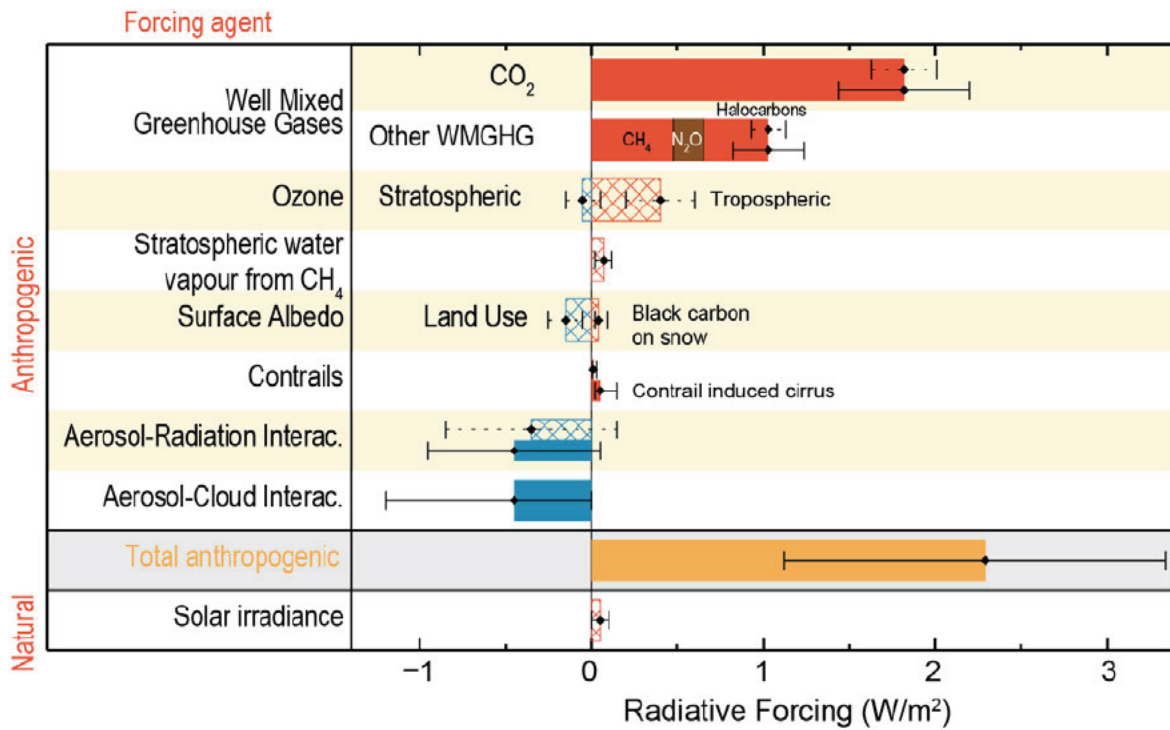 Forcing agent
Anthropogenic
Natural
Well Mixed
Greenhouse Gases
CO₂
Other WMGHG
CH₄
N₂O
Halocarbons
Ozone
Stratospheric
Tropospheric
Stratospheric water
vapour from CH₄
Surface Albedo
Land Use
Black carbon
on snow
Contrails
Contrail induced cirrus
Aerosol-Radiation Interac.
Aerosol-Cloud Interac.
Total anthropogenic
Solar irradiance
−1 0 1 2 3
Radiative Forcing (W/m²)